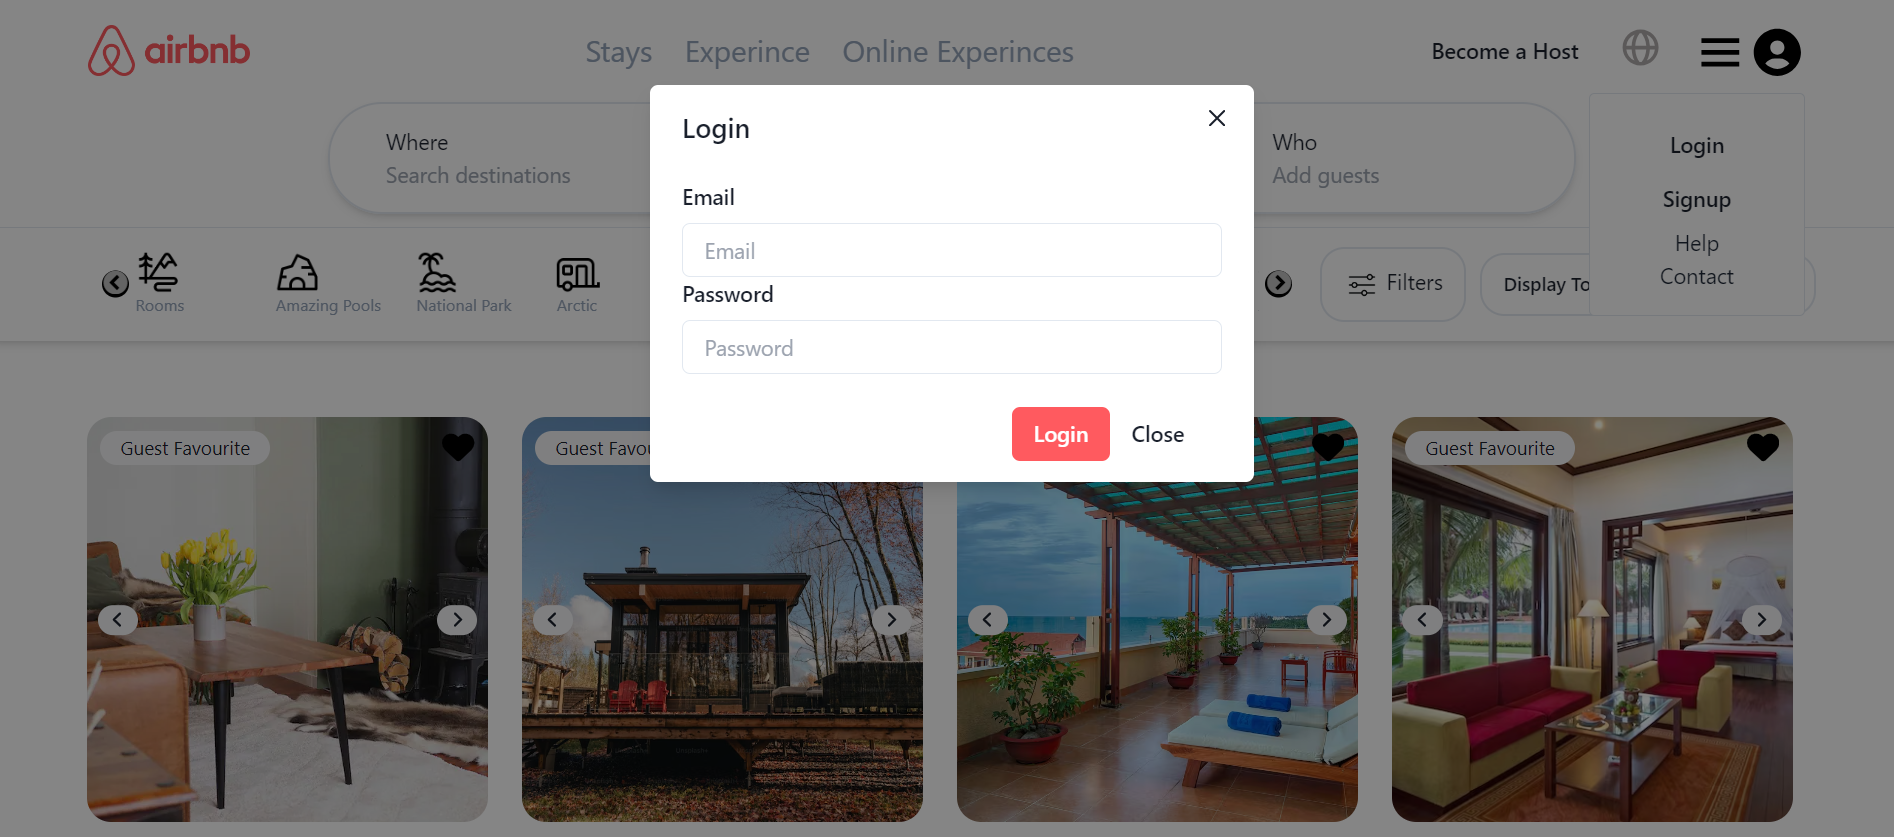 airbnb
Stays Experince Online Experinces
Become a Host
Login
Email
Email
Password
Password
Login Close
Where
Search destinations
Who
Add guests
Login
Signup
Help
Contact
Rooms
Amazing Pools
National Park
Arctic
Filters
Display To
Guest Favourite
Guest Favo
Guest Favourite